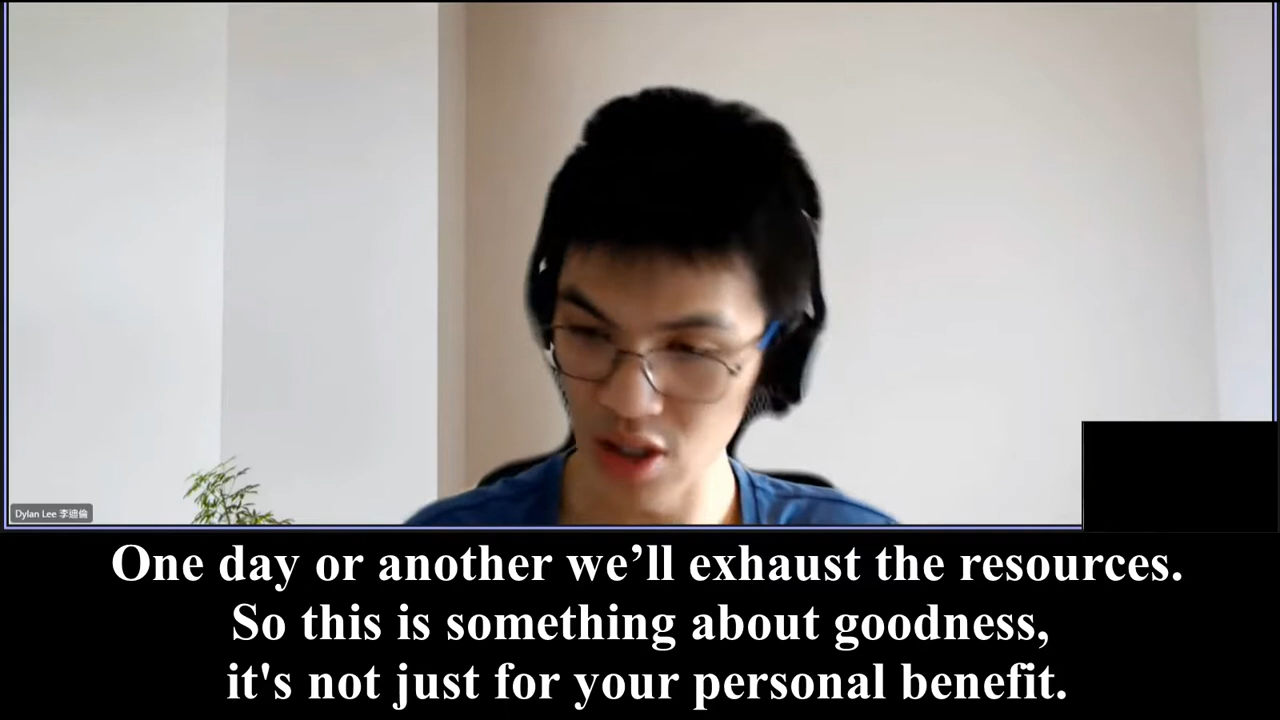 Dylan Lee 李迪倫
One day or another we’ll exhaust the resources.
So this is something about goodness,
it's not just for your personal benefit.